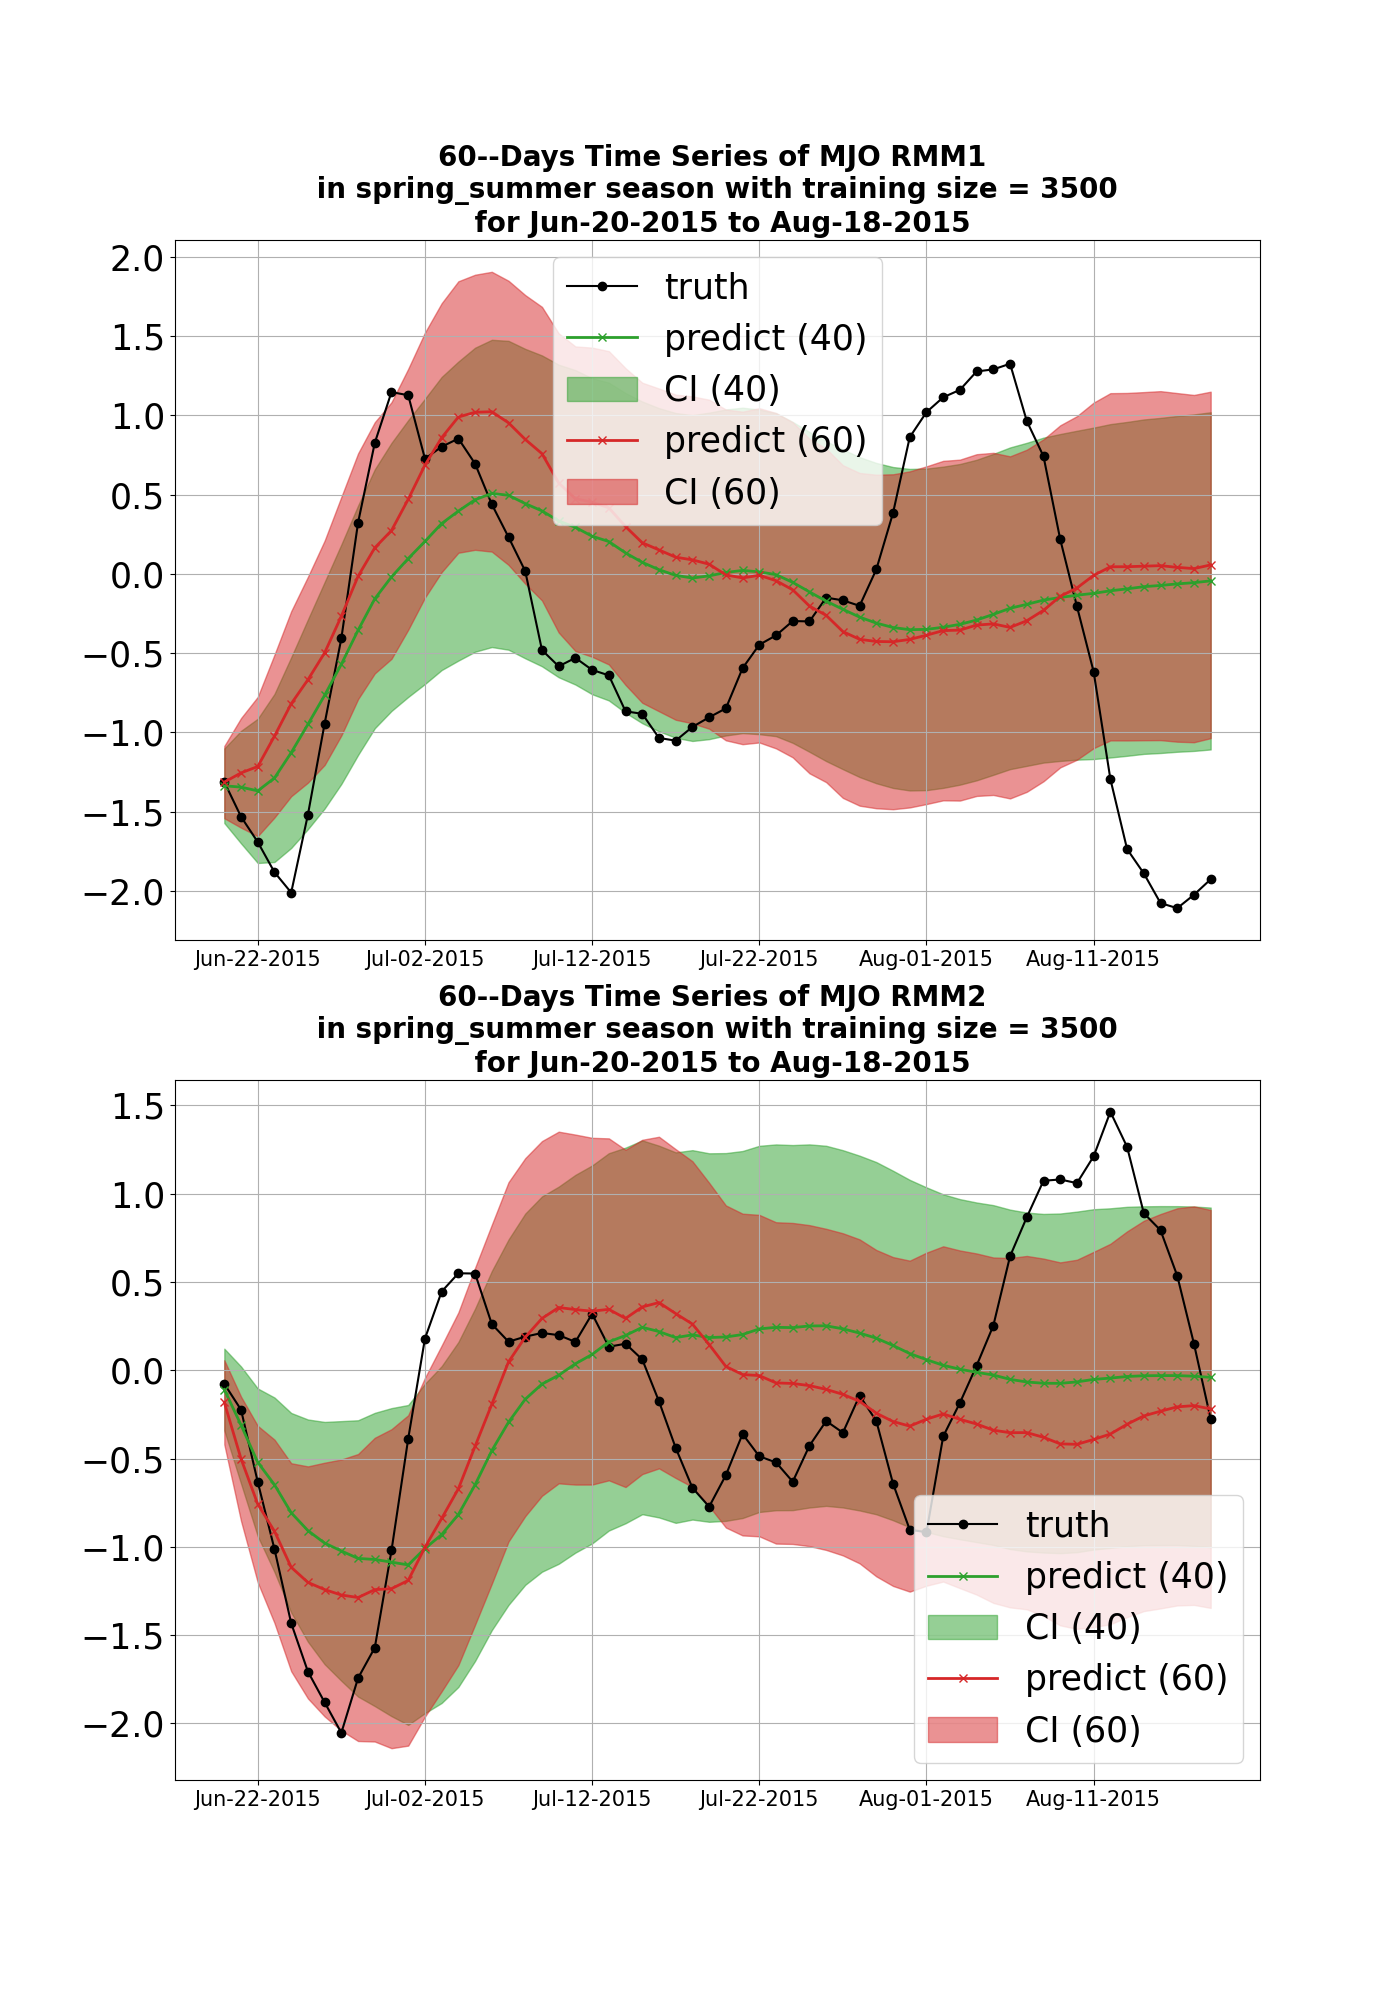 60--Days Time Series of MJO RMM1
in spring_summer season with training size = 3500
for Jun-20-2015 to Aug-18-2015
2.0
1.5
1.0
0.5
0.0
−0.5
−1.0
−1.5
−2.0
truth
predict (40)
CI (40)
predict (60)
CI (60)
Jun-22-2015 Jul-02-2015 Jul-12-2015 Jul-22-2015 Aug-01-2015 Aug-11-2015
60--Days Time Series of MJO RMM2
in spring_summer season with training size = 3500
for Jun-20-2015 to Aug-18-2015
1.5
1.0
0.5
0.0
−0.5
−1.0
−1.5
−2.0
truth
predict (40)
CI (40)
predict (60)
CI (60)
Jun-22-2015 Jul-02-2015 Jul-12-2015 Jul-22-2015 Aug-01-2015 Aug-11-2015